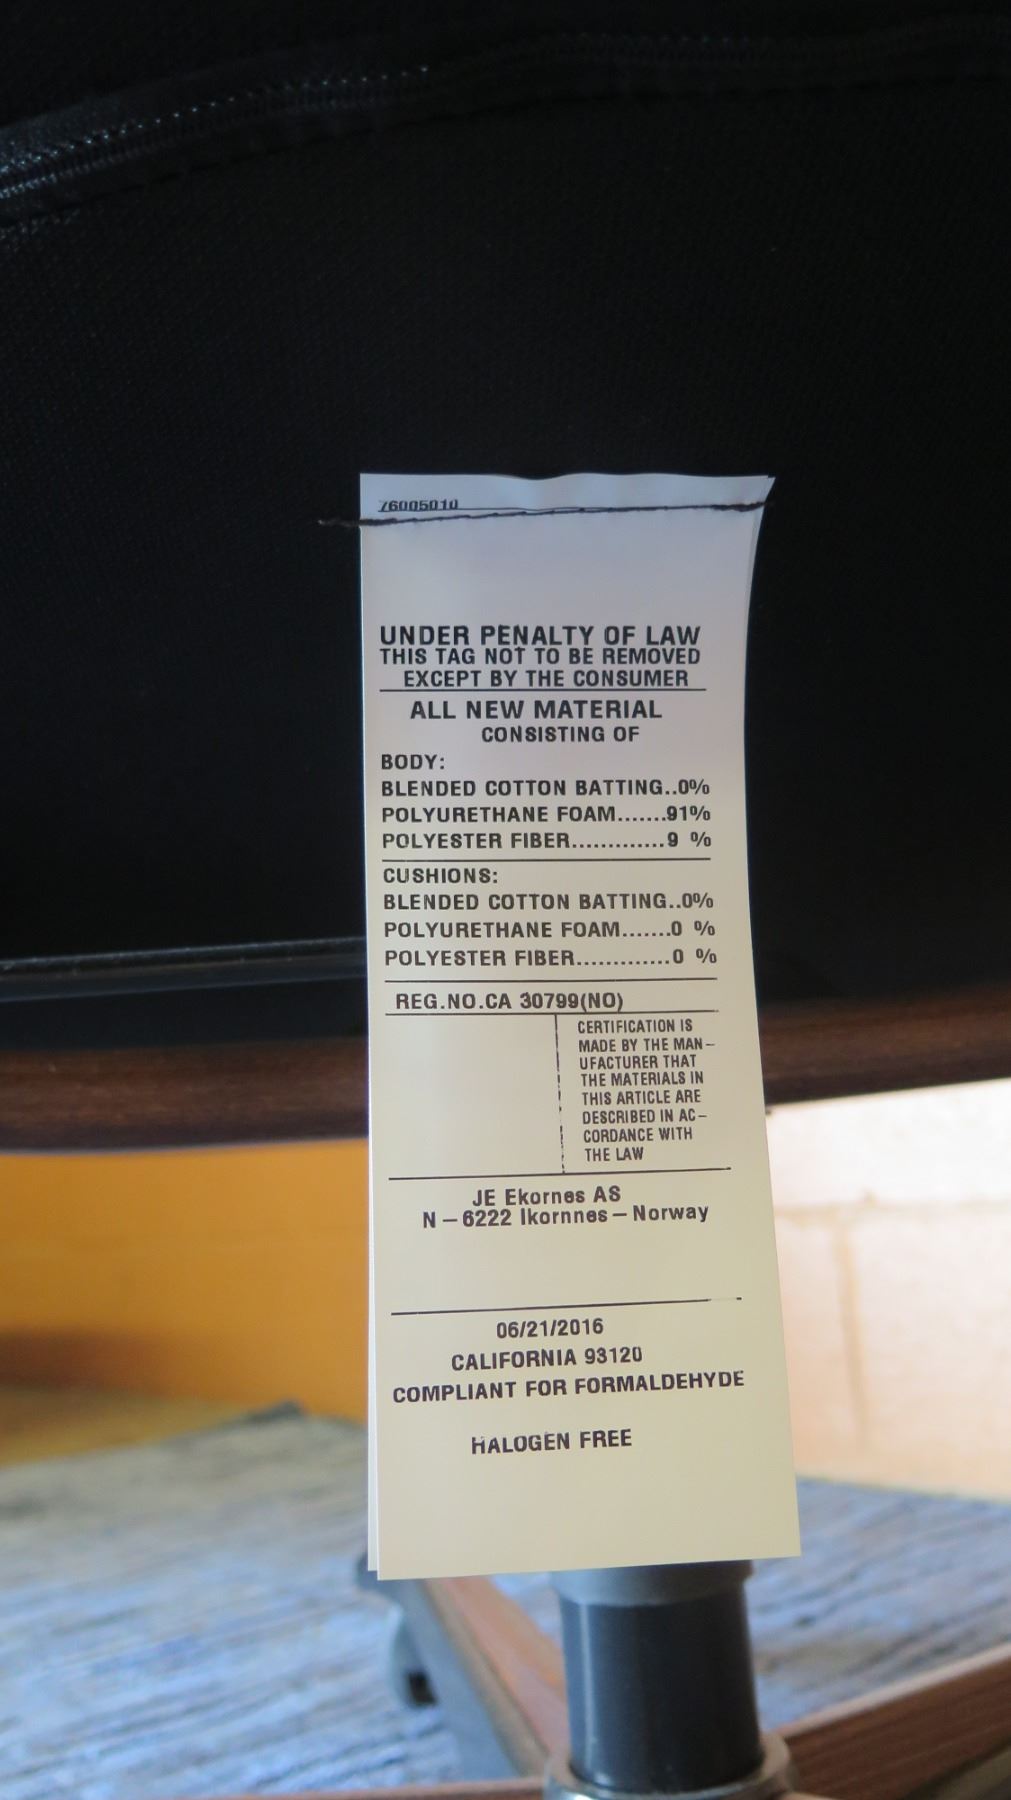 76005010
UNDER PENALTY OF LAW
THIS TAG NOT TO BE REMOVED
EXCEPT BY THE CONSUMER
ALL NEW MATERIAL
CONSISTING OF
BODY:
BLENDED COTTON BATTING..0%
POLYURETHANE FOAM.......91%
POLYESTER FIBER.............9 %
CUSHIONS:
BLENDED COTTON BATTING..0%
POLYURETHANE FOAM.......0 %
POLYESTER FIBER.............0 %
REG.NO.CA 30799(NO)
CERTIFICATION IS
MADE BY THE MAN–
UFACTURER THAT
THE MATERIALS IN
THIS ARTICLE ARE
DESCRIBED IN AC–
CORDANCE WITH
THE LAW
JE Ekornes AS
N – 6222 Ikornnes – Norway
06/21/2016
CALIFORNIA 93120
COMPLIANT FOR FORMALDEHYDE
HALOGEN FREE